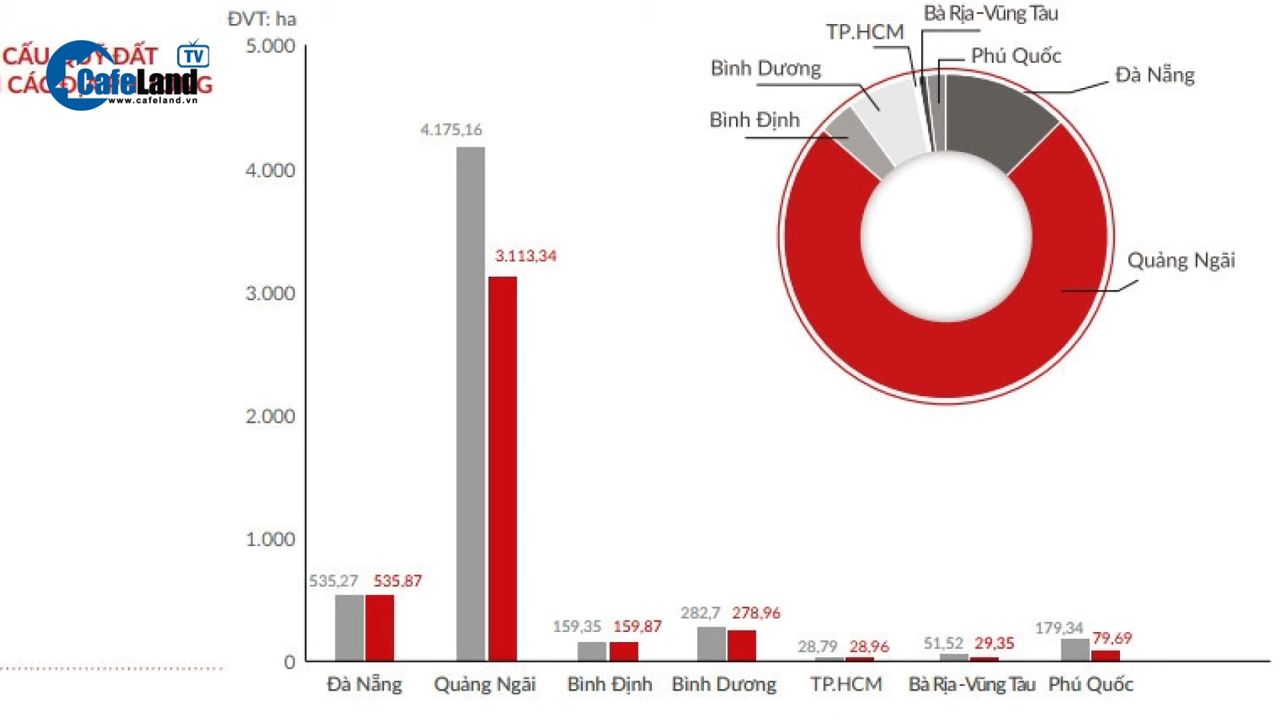 ĐVT: ha
CẤU QUỸ ĐẤT
CÁC
G
TV
CafeLand
www.cafeland.vn
5.000
4.000
3.000
2.000
1.000
0
535,27 535,87
4.175,16
3.113,34
159,35 159,87
282,7 278,96
28,79 28,96
51,52 29,35
179,34
79,69
Đà Nẵng Quảng Ngãi Bình Định Bình Dương TP.HCM Bà Rịa-Vũng Tàu Phú Quốc
Bà Rịa-Vũng Tàu
TP.HCM
Phú Quốc
Bình Dương
Đà Nẵng
Bình Định
Quảng Ngãi